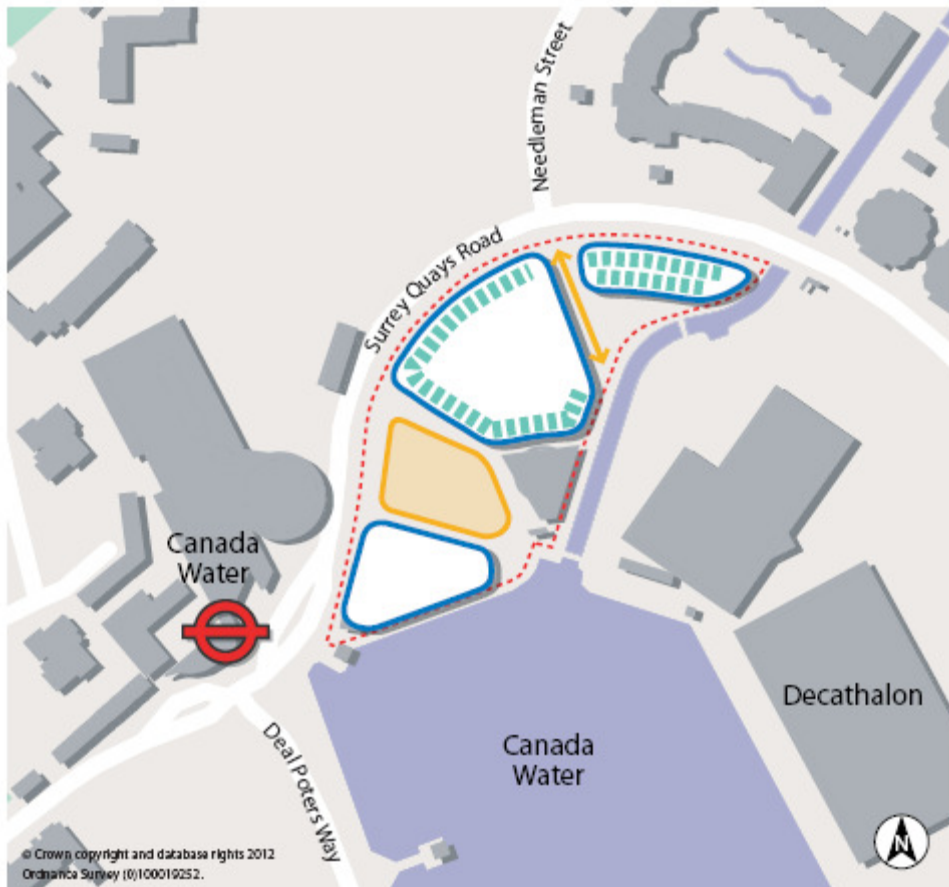 Needleman Street
Surrey Quays Road
Canada
Water
Decathalon
Canada
Water
Deal Poters Way
N
© Crown copyright and database rights 2012
Ordnance Survey (0)100019252.